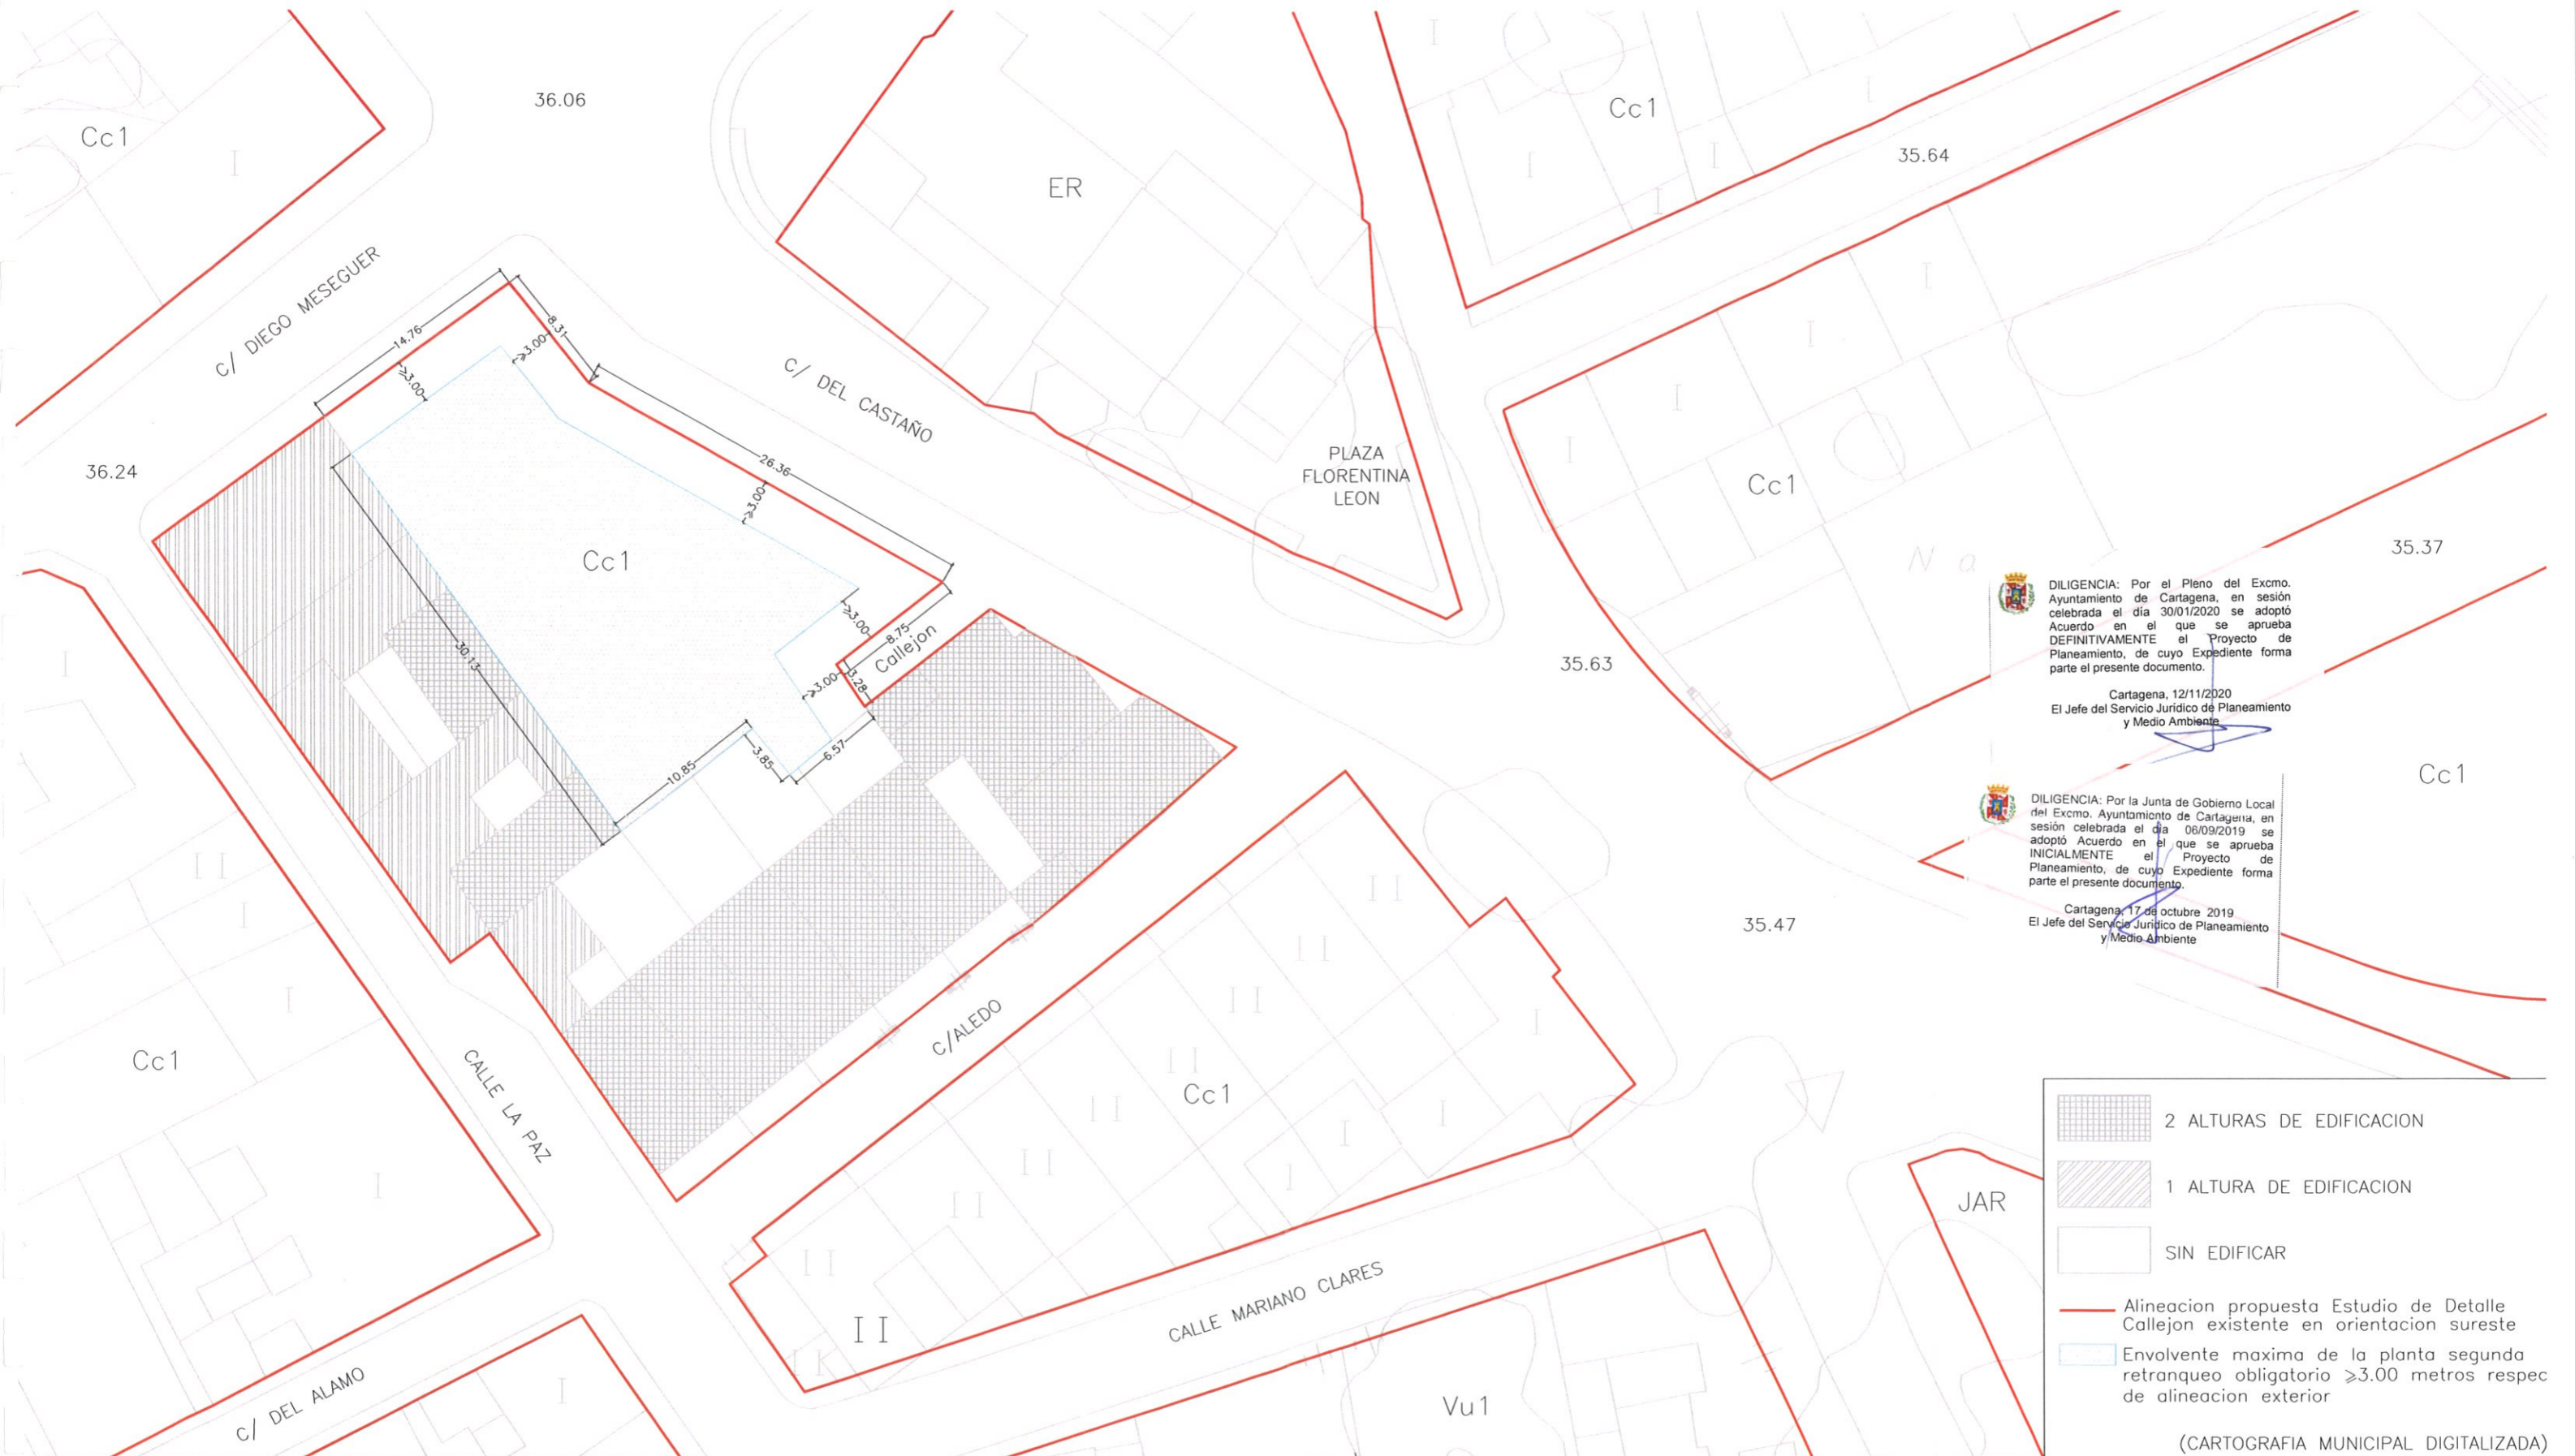 36.06
Cc1
I
I
Cc1
I
I
I
I
35.64
ER
C/ DIEGO MESEGUER
14.76
8.31
≥3.00
≥3.00
C/ DEL CASTAÑO
26.36
≥3.00
I
I
I
I
PLAZA
FLORENTINA
LEON
36.24
Cc1
Cc1
35.37
Na
≥3.00
8.75
Callejon
≥3.00
3.28
30.13
10.85
3.85
6.57
35.63
DILIGENCIA: Por el Pleno del Excmo.
Ayuntamiento de Cartagena, en sesión
celebrada el día 30/01/2020 se adoptó
Acuerdo en el que se aprueba
DEFINITIVAMENTE el Proyecto de
Planeamiento, de cuyo Expediente forma
parte el presente documento.
Cartagena, 12/11/2020
El Jefe del Servicio Jurídico de Planeamiento
y Medio Ambiente
Cc1
DILIGENCIA: Por la Junta de Gobierno Local
del Excmo. Ayuntamiento de Cartagena, en
sesión celebrada el día 06/09/2019 se
adoptó Acuerdo en el que se aprueba
INICIALMENTE el Proyecto de
Planeamiento, de cuyo Expediente forma
parte el presente documento.
Cartagena, 17 de octubre 2019
El Jefe del Servicio Jurídico de Planeamiento
y Medio Ambiente
I
II
I
I
I
Cc1
CALLE LA PAZ
C/ALEDO
35.47
II
II
II
II
II
II
II
II
Cc1
I
I
I
I
II
CALLE MARIANO CLARES
C/ DEL ALAMO
I
Vu1
JAR
2 ALTURAS DE EDIFICACION
1 ALTURA DE EDIFICACION
SIN EDIFICAR
Alineacion propuesta Estudio de Detalle
Callejon existente en orientacion sureste
Envolvente maxima de la planta segunda
retranqueo obligatorio ≥3.00 metros respec
de alineacion exterior
(CARTOGRAFIA MUNICIPAL DIGITALIZADA)